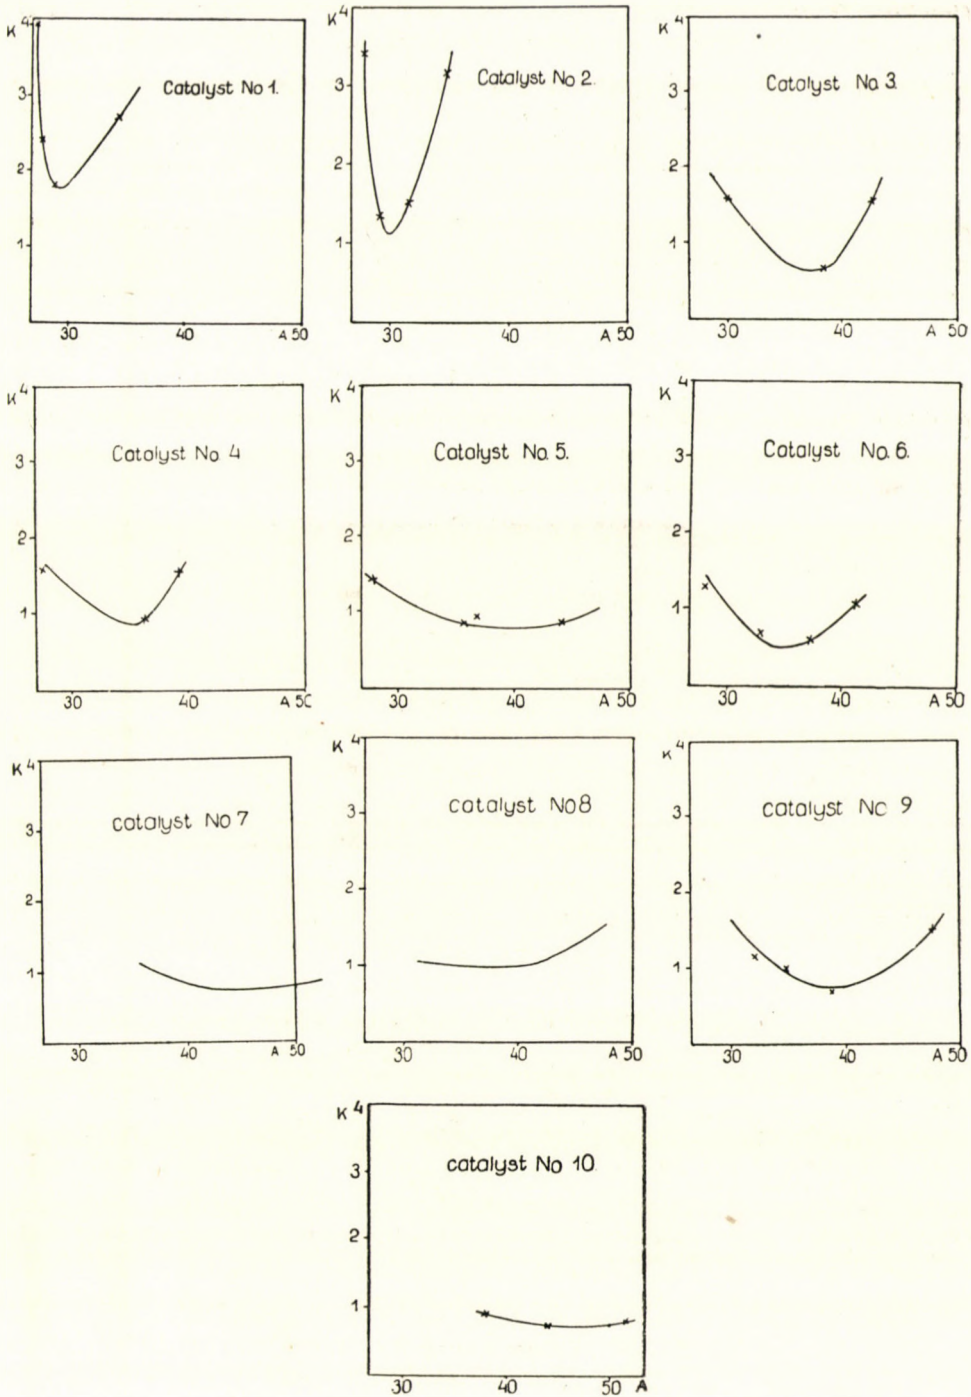 K 4
3
2
1
30 40 A 50
Catalyst No 1.
K 4
3
2
1
30 40 A 50
Catalyst No 2.
K 4
3
2
1
30 40 A 50
Catalyst No 3.
K 4
3
2
1
30 40 A 50
Catalyst No 4
K 4
3
2
1
30 40 A 50
Catalyst No. 5.
K 4
3
2
1
30 40 A 50
Catalyst No. 6.
K 4
3
2
1
30 40 A 50
catalyst No 7
K 4
3
2
1
30 40 A 50
catalyst No 8
K 4
3
2
1
30 40 A 50
catalyst No 9
K 4
3
2
1
30 40 50 A
catalyst No 10.